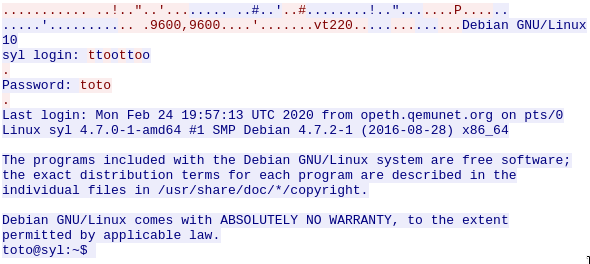 ........... ..!.."..'...….. ..#..'..#........!.."...….P.....
.....'.......... .9600,9600....'.......vt220.............Debian GNU/Linux
10
syl login: ttoottoo
.
Password: toto
.
Last login: Mon Feb 24 19:57:13 UTC 2020 from opeth.qemunet.org on pts/0
Linux syl 4.7.0-1-amd64 #1 SMP Debian 4.7.2-1 (2016-08-28) x86_64
The programs included with the Debian GNU/Linux system are free software;
the exact distribution terms for each program are described in the
individual files in /usr/share/doc/*/copyright.
Debian GNU/Linux comes with ABSOLUTELY NO WARRANTY, to the extent
permitted by applicable law.
toto@syl:~$